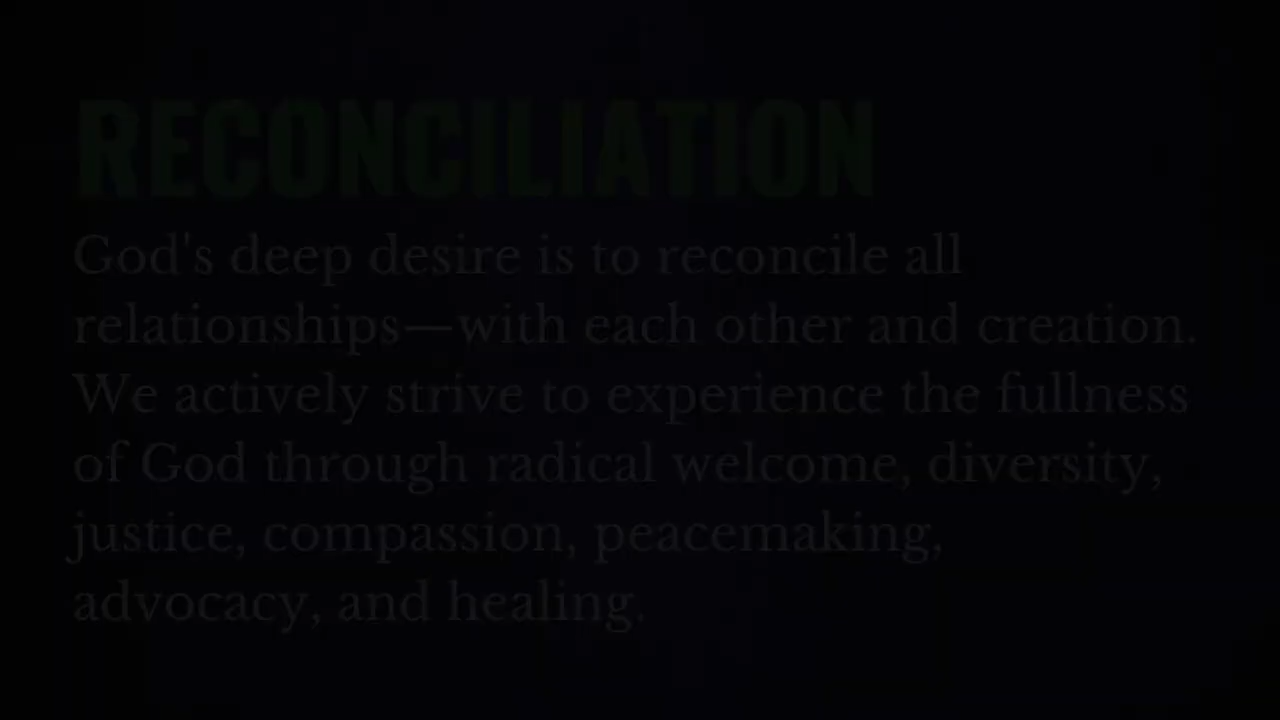 RECONCILIATION
God's deep desire is to reconcile all
relationships—with each other and creation.
We actively strive to experience the fullness
of God through radical welcome, diversity,
justice, compassion, peacemaking,
advocacy, and healing.